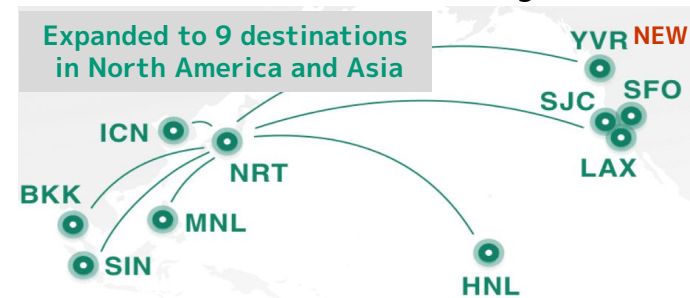 Expanded to 9 destinations
in North America and Asia
YVR NEW
SJC
SFO
ICN
NRT
LAX
BKK
MNL
SIN
HNL